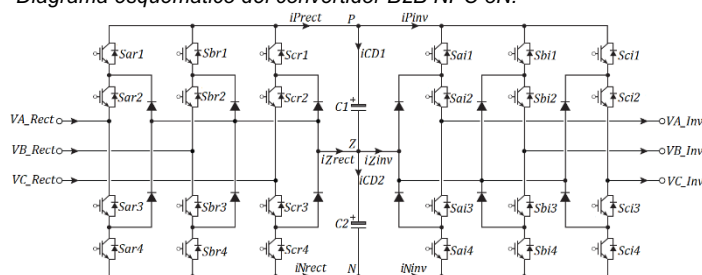 Diagrama esquemático del convertidor B2B NPC 3N.
iPrect P iPinv
Sar1 Sbr1 Scr1 iCD1 Sai1 Sbi1 Sci1
Sar2 Sbr2 Scr2 C1 + Sai2 Sbi2 Sci2
VA_Rect VA_Inv
VB_Rect Z VB_Inv
iZrect iZinv
VC_Rect iCD2 VC_Inv
Sar3 Sbr3 Scr3 C2 + Sai3 Sbi3 Sci3
Sar4 Sbr4 Scr4 Sai4 Sbi4 Sci4
iNrect N iNinv